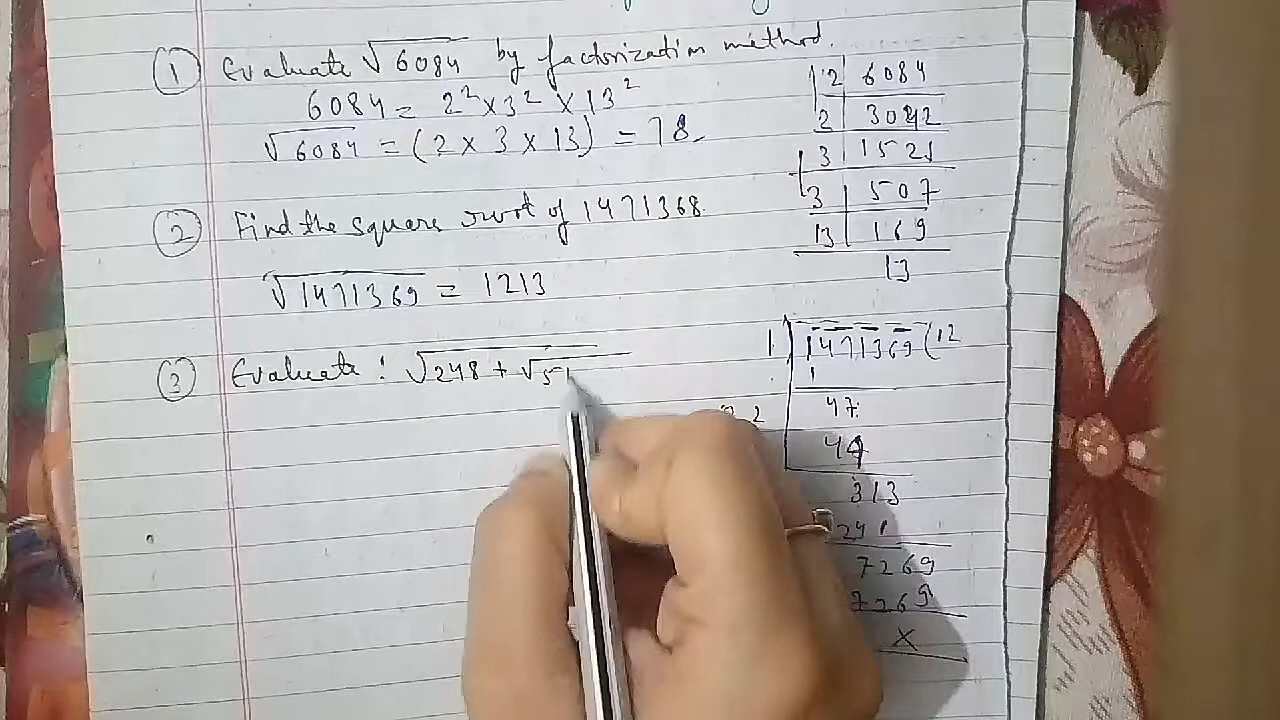 ① Evaluate √6084 by factorization method.
6084 = 2² × 3² × 13²
√6084 = (2 × 3 × 13) = 78
2 | 6084
2 | 3042
3 | 1521
3 | 507
13 | 169
13
② Find the square root of 1471368.
√1471369 = 1213
1 | 1471369 (12
1
47
44
313
241
7269
7269
×
③ Evaluate : √248 + √51